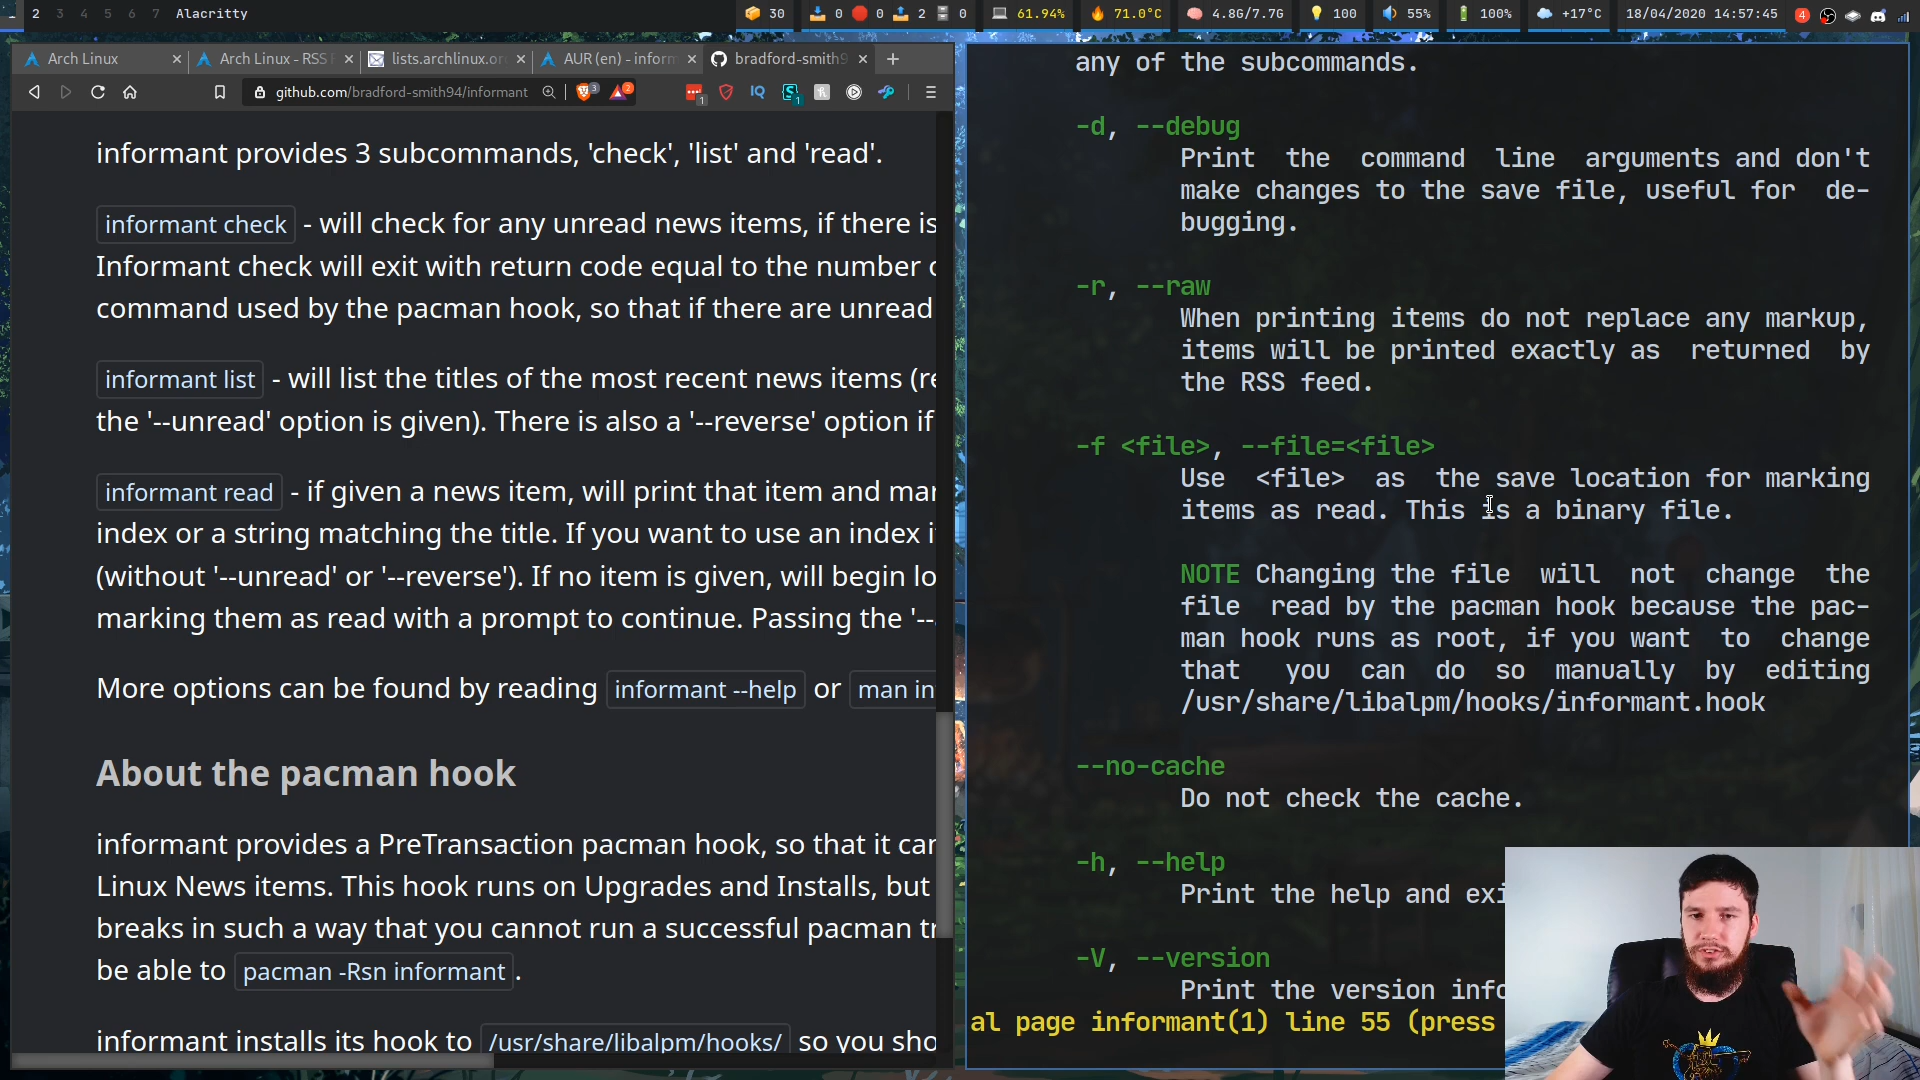 2 3 4 5 6 7 Alacritty
30 0 0 2 0 61.94% 71.0°C 4.8G/7.7G 100 55% 100% +17°C 18/04/2020 14:57:45 4
Arch Linux
Arch Linux - RSS
lists.archlinux.or
AUR (en) - inform
bradford-smith9
github.com/bradford-smith94/informant
3 2 1 IQ 1
informant provides 3 subcommands, 'check', 'list' and 'read'.
informant check - will check for any unread news items, if there is
Informant check will exit with return code equal to the number o
command used by the pacman hook, so that if there are unread
informant list - will list the titles of the most recent news items (re
the '--unread' option is given). There is also a '--reverse' option if
informant read - if given a news item, will print that item and mar
index or a string matching the title. If you want to use an index i
(without '--unread' or '--reverse'). If no item is given, will begin lo
marking them as read with a prompt to continue. Passing the '--
More options can be found by reading informant --help or man in
About the pacman hook
informant provides a PreTransaction pacman hook, so that it can
Linux News items. This hook runs on Upgrades and Installs, but
breaks in such a way that you cannot run a successful pacman tr
be able to pacman -Rsn informant.
informant installs its hook to /usr/share/libalpm/hooks/ so you sho
any of the subcommands.
-d, --debug
Print the command line arguments and don't
make changes to the save file, useful for de-
bugging.
-r, --raw
When printing items do not replace any markup,
items will be printed exactly as returned by
the RSS feed.
-f <file>, --file=<file>
Use <file> as the save location for marking
items as read. This is a binary file.
NOTE Changing the file will not change the
file read by the pacman hook because the pac-
man hook runs as root, if you want to change
that you can do so manually by editing
/usr/share/libalpm/hooks/informant.hook
--no-cache
Do not check the cache.
-h, --help
Print the help and exi
-V, --version
Print the version info
al page informant(1) line 55 (press